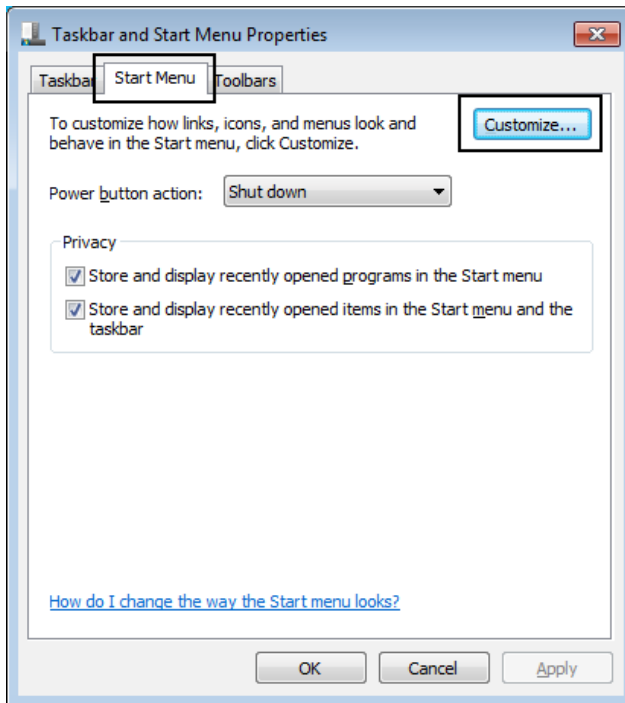 Taskbar and Start Menu Properties
Taskbar Start Menu Toolbars
To customize how links, icons, and menus look and
behave in the Start menu, click Customize.
Customize...
Power button action: Shut down
Privacy
Store and display recently opened programs in the Start menu
Store and display recently opened items in the Start menu and the
taskbar
How do I change the way the Start menu looks?
OK Cancel Apply